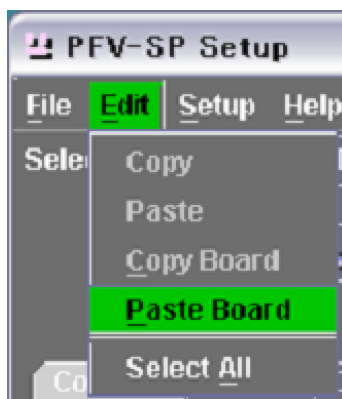 PFV-SP Setup
File Edit Setup Help
Copy
Paste
Copy Board
Paste Board
Select All